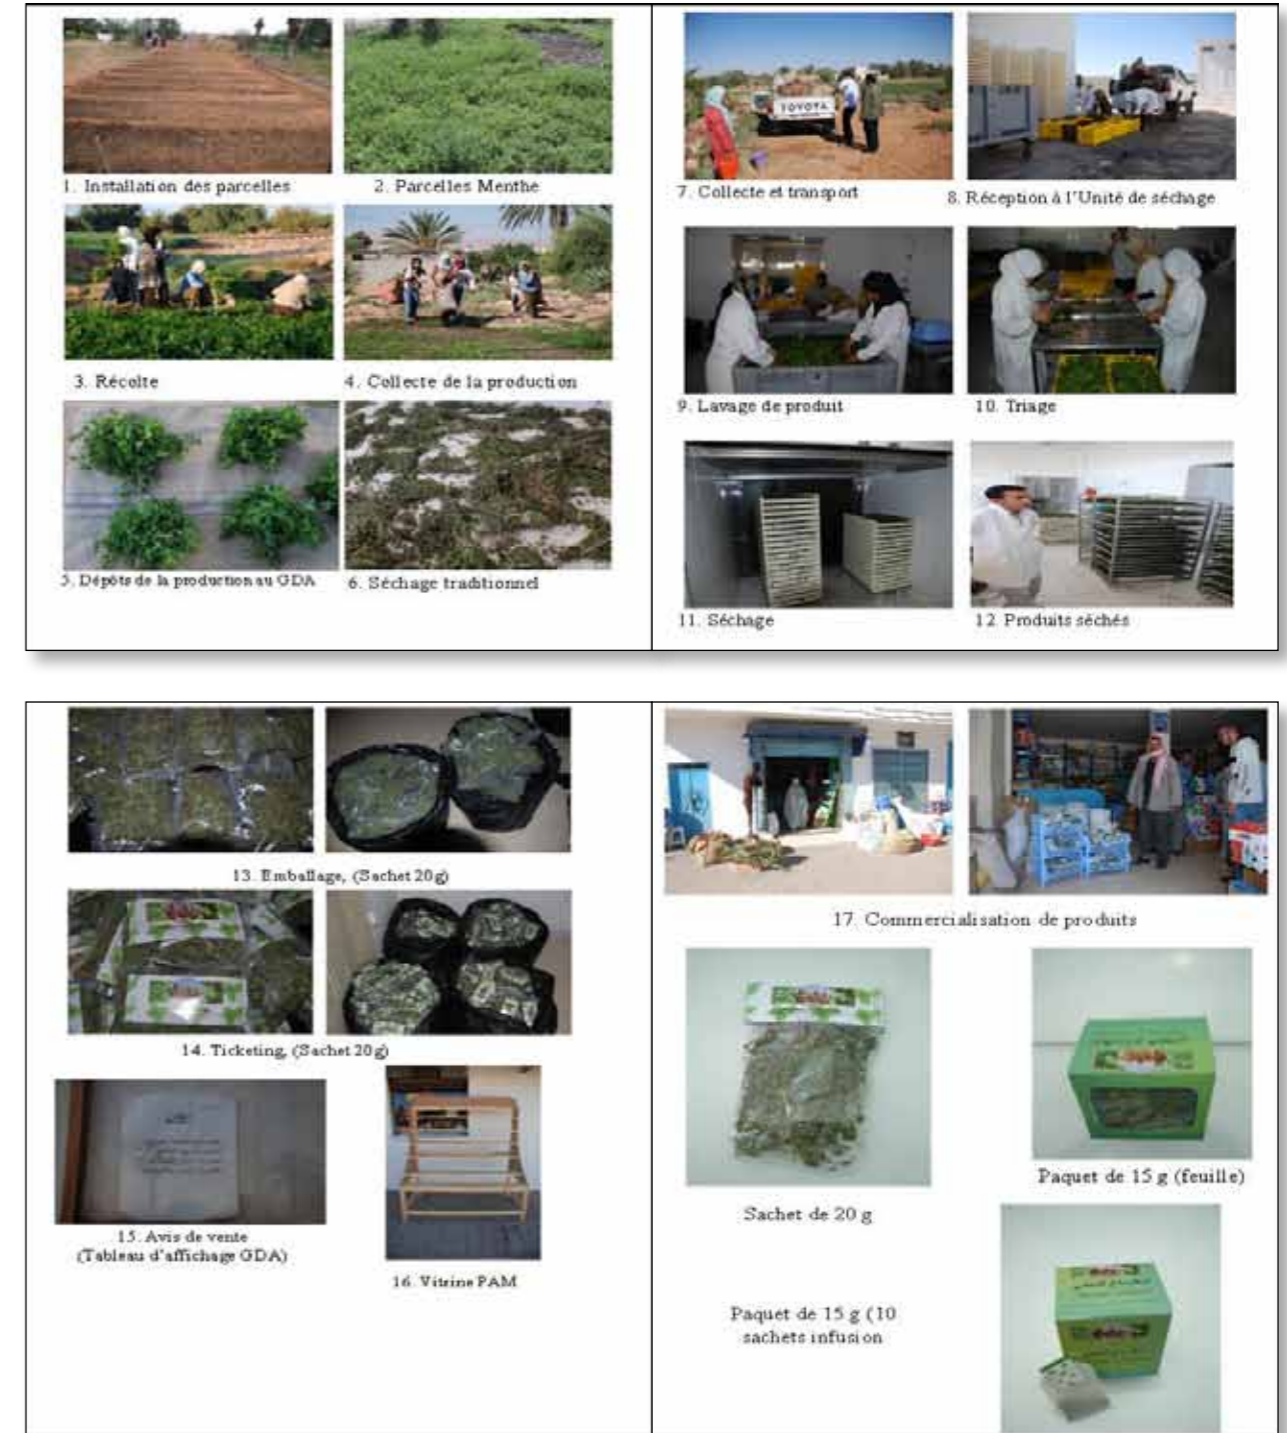 1. Installation des parcelles
2. Parcelles Menthe
3. Récolte
4. Collecte de la production
5. Dépôts de la production au GDA
6. Séchage traditionnel
TOYOTA
7. Collecte et transport
8. Réception à l'Unité de séchage
9. Lavage de produit
10. Triage
11. Séchage
12. Produits séchés
13. Emballage, (Sachet 20g)
14. Ticketing, (Sachet 20g)
15. Avis de vente
(Tableau d'affichage GDA)
16. Vitrine PAM
17. Commercialisation de produits
Sachet de 20 g
Paquet de 15 g (feuille)
Paquet de 15 g (10
sachets infusion